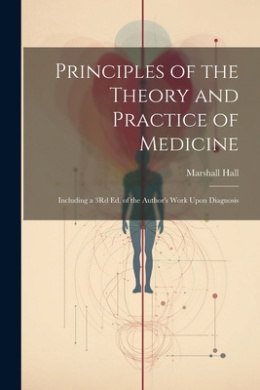 Principles of the
Theory and
Practice of
Medicine
Marshall Hall
Including a 3Rd Ed. of the Author's Work Upon Diagnosis